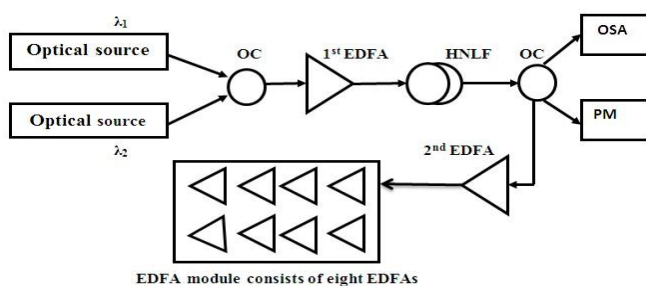 λ1
Optical source
OC
1st EDFA
HNLF
OC
OSA
Optical source
λ2
PM
2nd EDFA
EDFA module consists of eight EDFAs